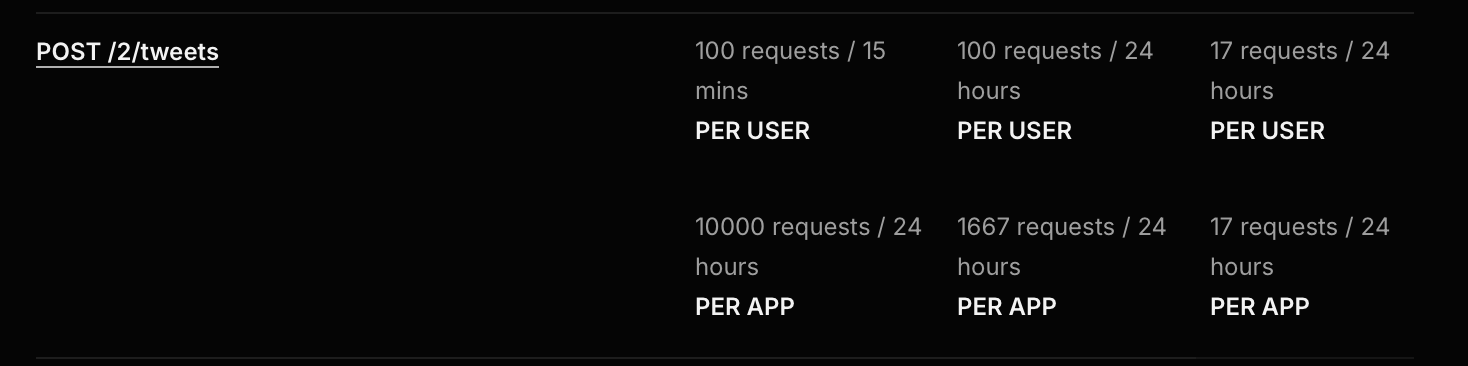 POST /2/tweets
100 requests / 15
mins
PER USER
100 requests / 24
hours
PER USER
17 requests / 24
hours
PER USER
10000 requests / 24
hours
PER APP
1667 requests / 24
hours
PER APP
17 requests / 24
hours
PER APP